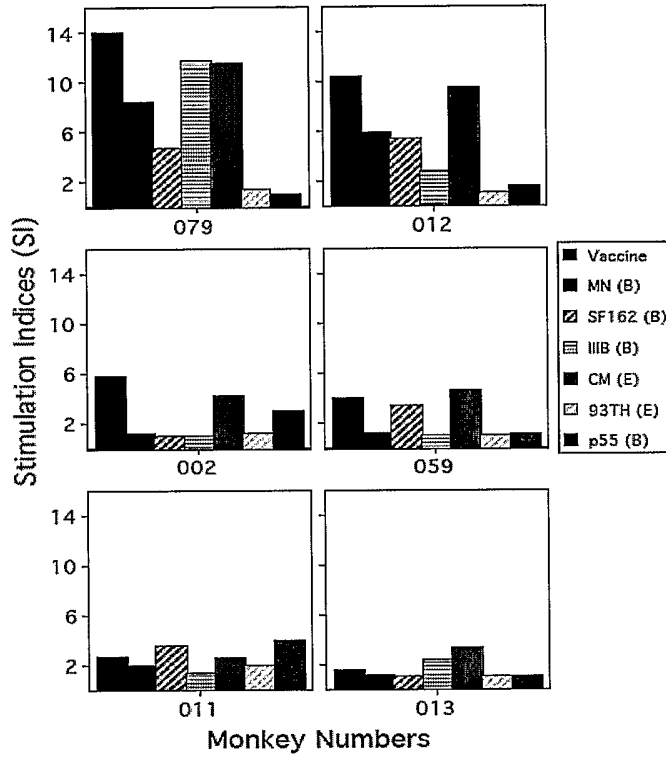 14
10
6
2
079
012
14
10
6
2
002
059
14
10
6
2
011
013
Stimulation Indices (SI)
Monkey Numbers
Vaccine
MN (B)
SF162 (B)
IIIB (B)
CM (E)
93TH (E)
p55 (B)